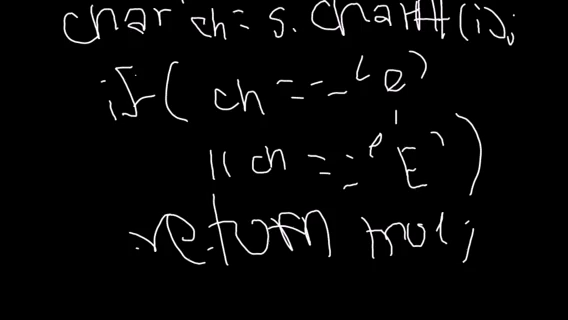 char ch = s.charAt(i);
if( ch == 'e'
|| ch == 'E')
return true;